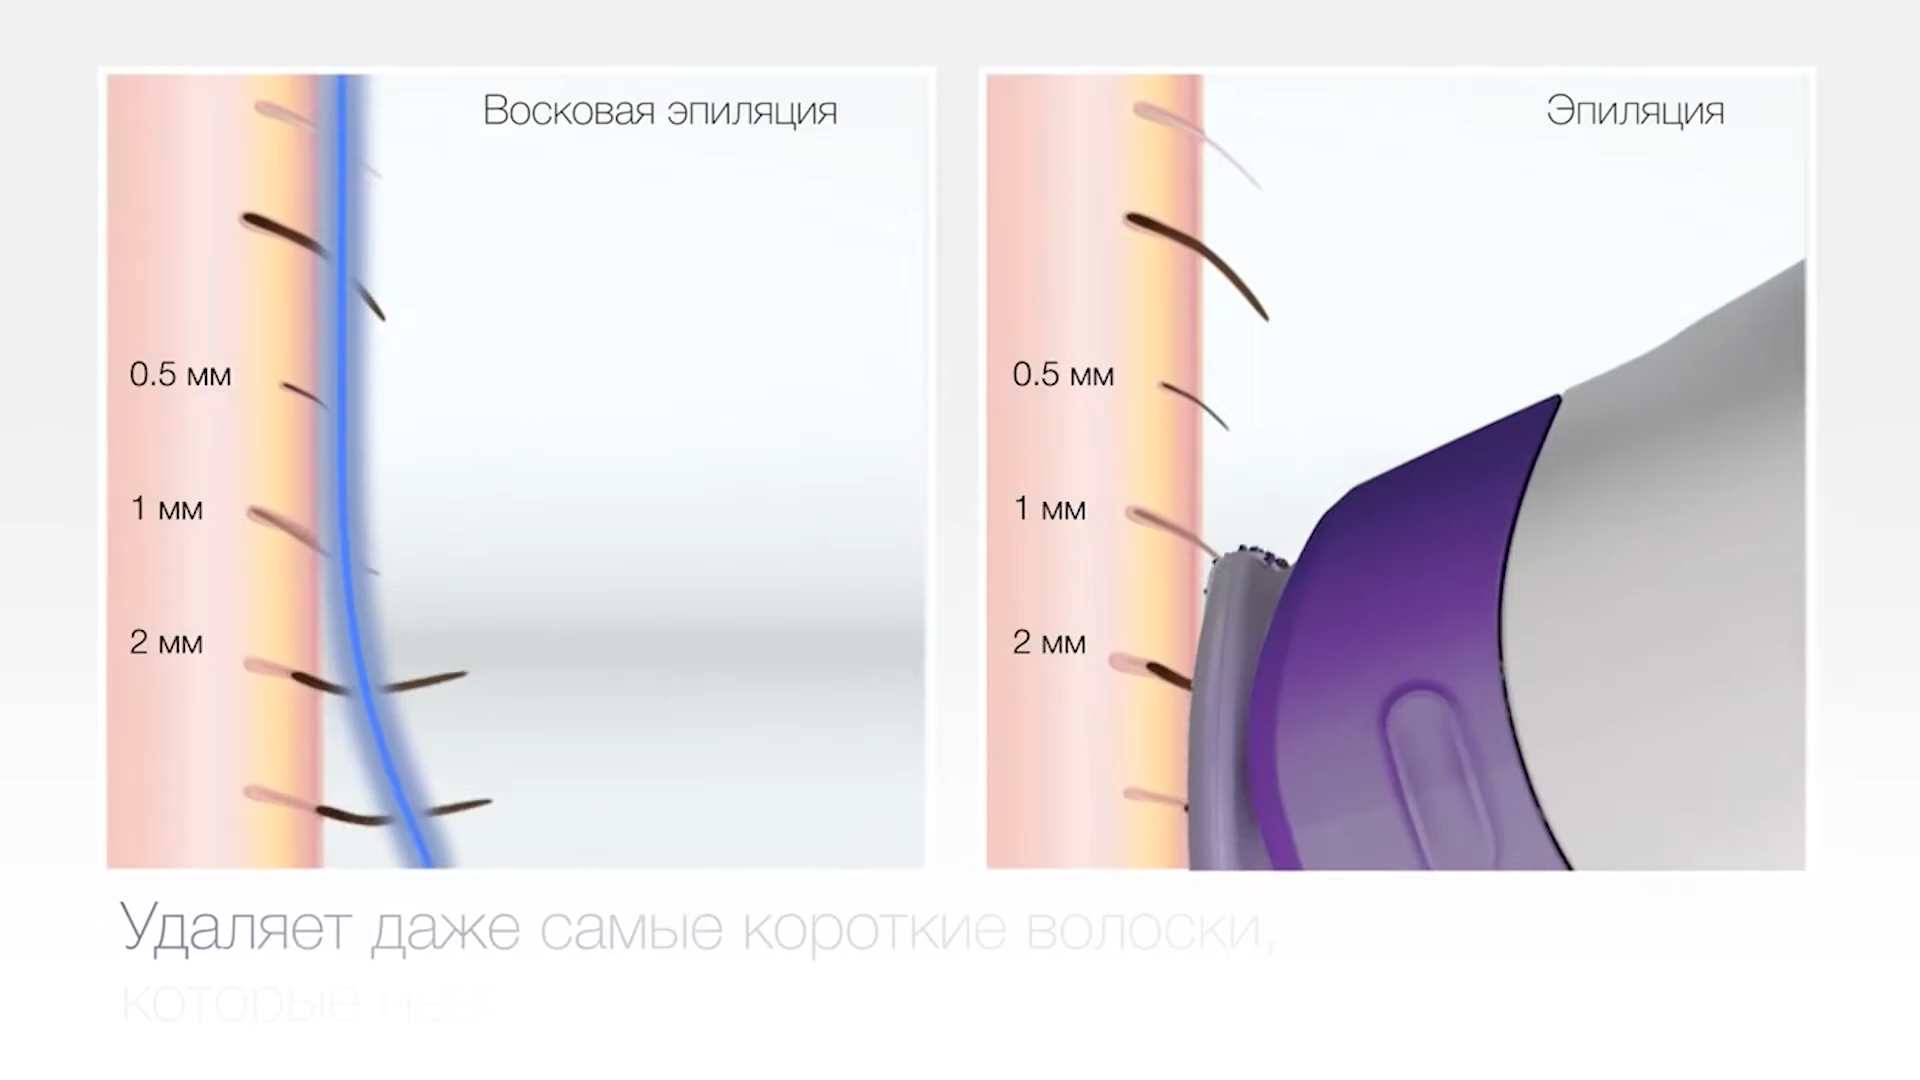 Восковая эпиляция
0.5 мм
1 мм
2 мм
Эпиляция
0.5 мм
1 мм
2 мм
Удаляет даже самые короткие волоски,
которые